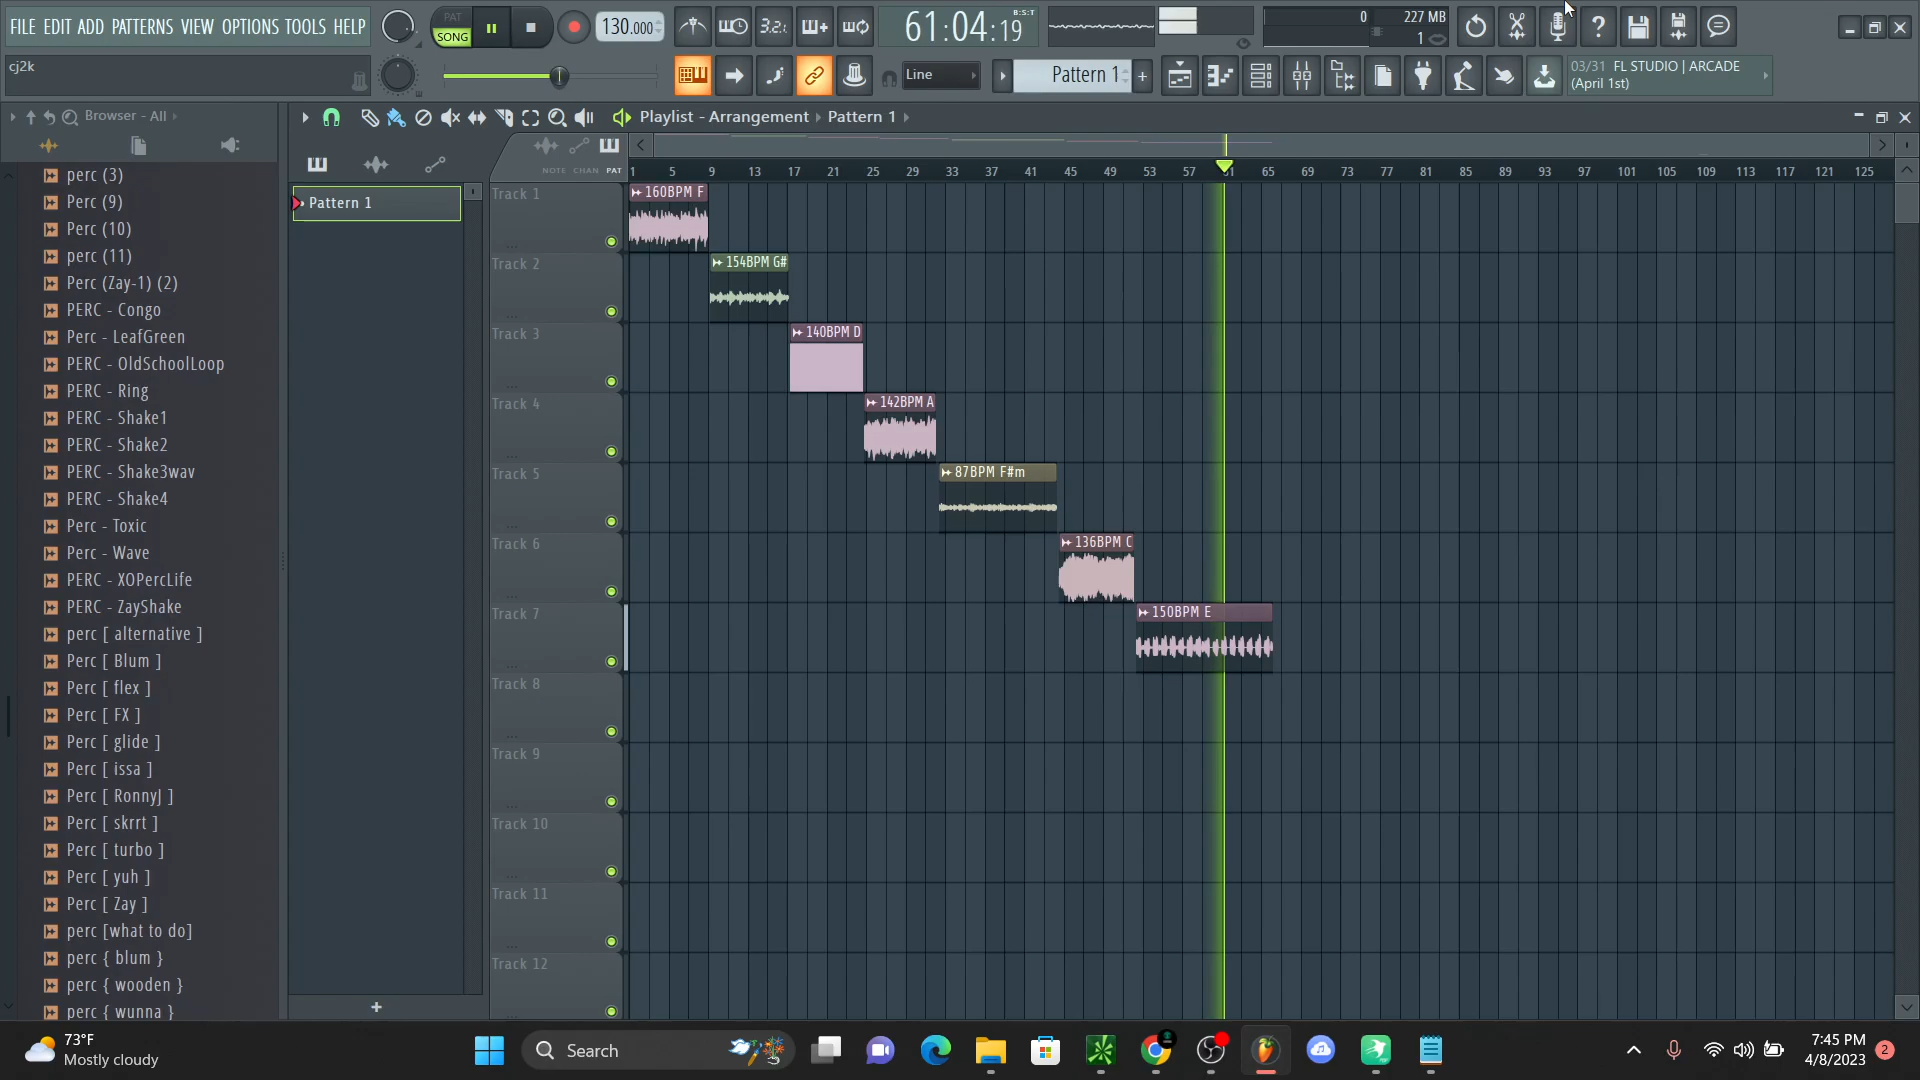 FILE EDIT ADD PATTERNS VIEW OPTIONS TOOLS HELP
PAT
SONG
130.000
3.2.
61:04:19
B:S:T
0
227 MB
1
cj2k
Line
Pattern 1
03/31 FL STUDIO | ARCADE
(April 1st)
Browser - All
Playlist - Arrangement
Pattern 1
NOTE CHAN PAT
1 5 9 13 17 21 25 29 33 37 41 45 49 53 57 61 65 69 73 77 81 85 89 93 97 101 105 109 113 117 121 125
Pattern 1
perc (3)
Perc (9)
Perc (10)
perc (11)
Perc (Zay-1) (2)
PERC - Congo
Perc - LeafGreen
PERC - OldSchoolLoop
PERC - Ring
PERC - Shake1
PERC - Shake2
PERC - Shake3wav
PERC - Shake4
Perc - Toxic
Perc - Wave
PERC - XOPercLife
PERC - ZayShake
perc [ alternative ]
Perc [ Blum ]
Perc [ flex ]
Perc [ FX ]
Perc [ glide ]
Perc [ issa ]
Perc [ RonnyJ ]
Perc [ skrrt ]
Perc [ turbo ]
Perc [ yuh ]
Perc [ Zay ]
perc [what to do]
perc { blum }
perc { wooden }
perc { wunna }
Track 1
160BPM F
Track 2
154BPM G#
Track 3
140BPM D
Track 4
142BPM A
Track 5
87BPM F#m
Track 6
136BPM C
Track 7
150BPM E
Track 8
Track 9
Track 10
Track 11
Track 12
73°F
Mostly cloudy
Search
7:45 PM
4/8/2023
2